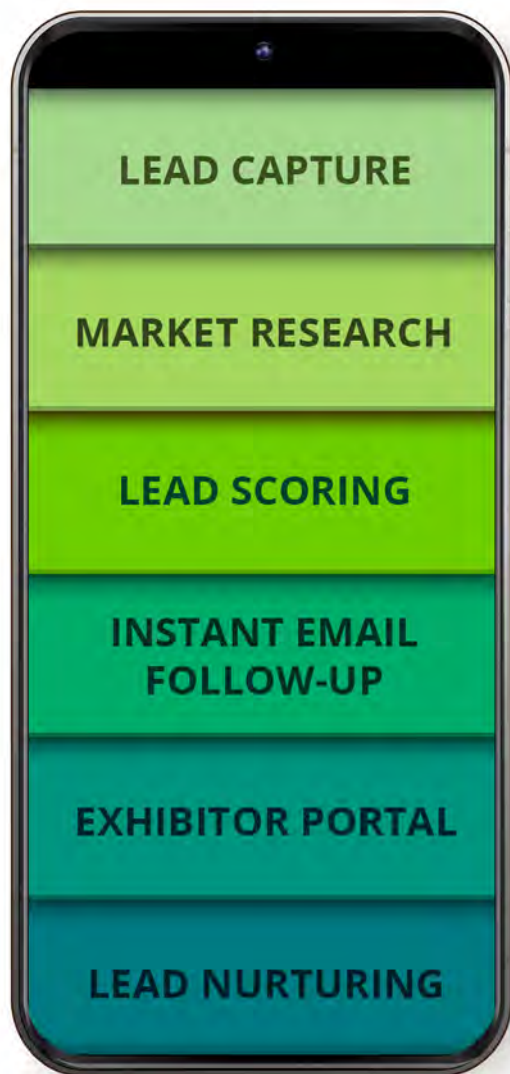 LEAD CAPTURE
MARKET RESEARCH
LEAD SCORING
INSTANT EMAIL
FOLLOW-UP
EXHIBITOR PORTAL
LEAD NURTURING